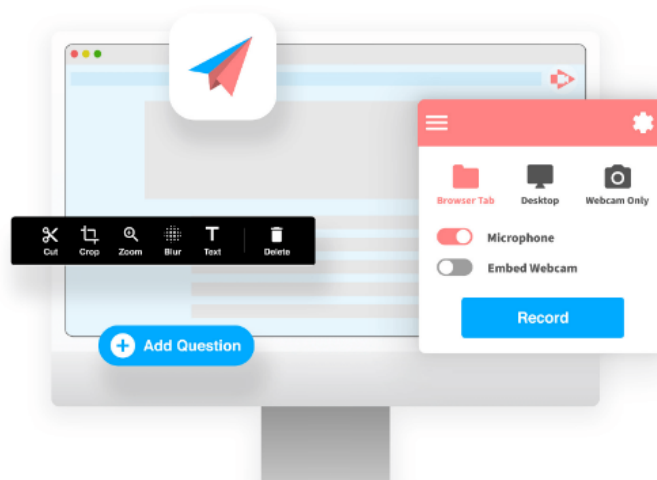 Browser Tab Desktop Webcam Only
Microphone
Embed Webcam
Record
Cut Crop Zoom Blur Text Delete
Add Question